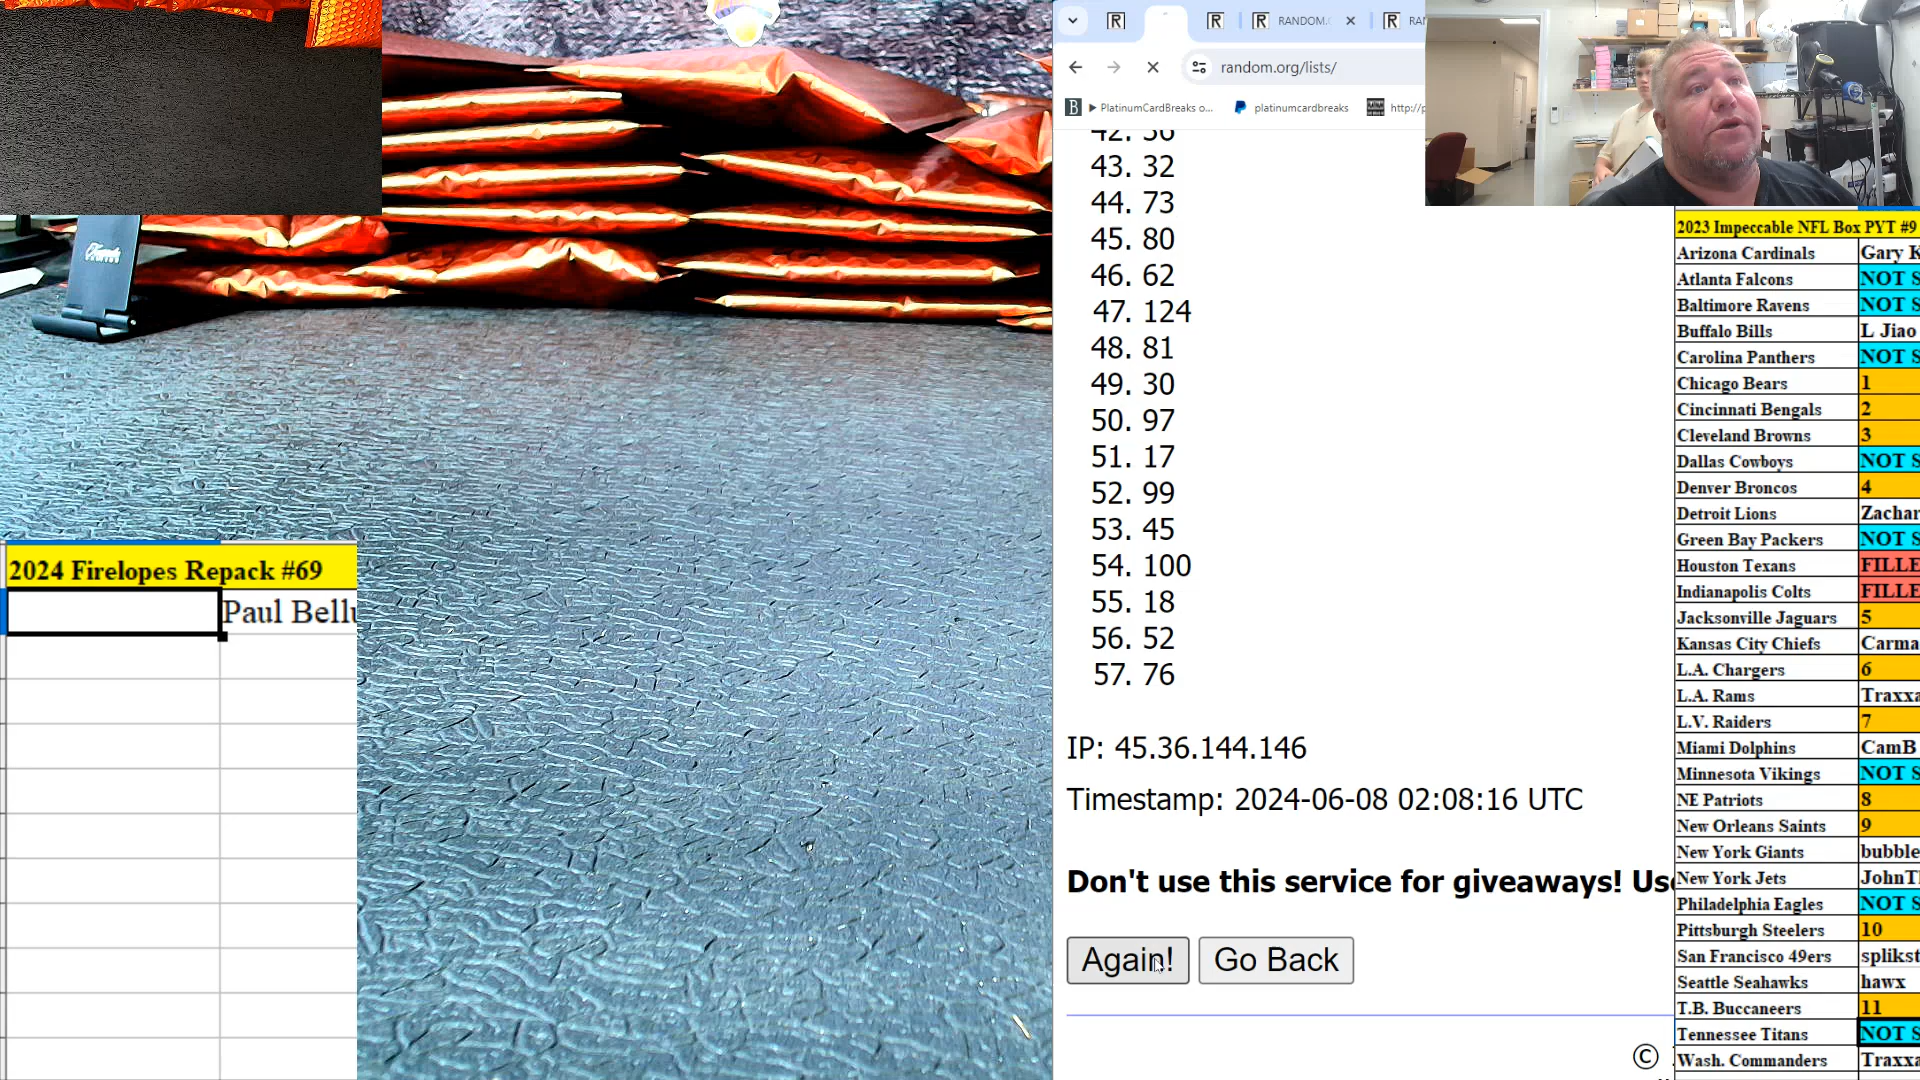 RANDOM.
random.org/lists/
PlatinumCardBreaks o...
platinumcardbreaks
43. 32
44. 73
45. 80
46. 62
47. 124
48. 81
49. 30
50. 97
51. 17
52. 99
53. 45
54. 100
55. 18
56. 52
57. 76
IP: 45.36.144.146
Timestamp: 2024-06-08 02:08:16 UTC
Don't use this service for giveaways!
Again!
Go Back
©
2024 Firelopes Repack #69
Paul Bellu
2023 Impeccable NFL Box PYT #9
Arizona Cardinals Gary K
Atlanta Falcons NOT S
Baltimore Ravens NOT S
Buffalo Bills L Jiao
Carolina Panthers NOT S
Chicago Bears 1
Cincinnati Bengals 2
Cleveland Browns 3
Dallas Cowboys NOT S
Denver Broncos 4
Detroit Lions Zachar
Green Bay Packers NOT S
Houston Texans FILLE
Indianapolis Colts FILLE
Jacksonville Jaguars 5
Kansas City Chiefs Carma
L.A. Chargers 6
L.A. Rams Traxxa
L.V. Raiders 7
Miami Dolphins CamB
Minnesota Vikings NOT S
NE Patriots 8
New Orleans Saints 9
New York Giants bubble
New York Jets JohnT
Philadelphia Eagles NOT S
Pittsburgh Steelers 10
San Francisco 49ers splikst
Seattle Seahawks hawx
T.B. Buccaneers 11
Tennessee Titans NOT S
Wash. Commanders Traxxa